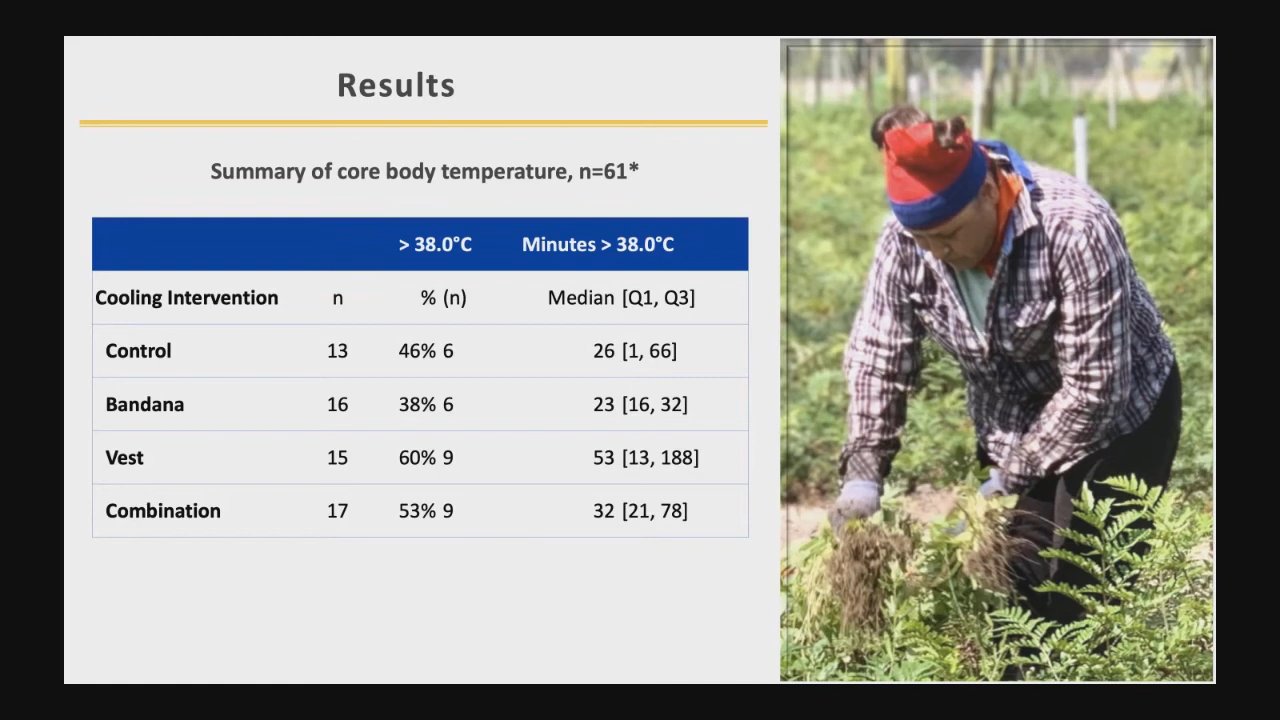 Results
Summary of core body temperature, n=61*
> 38.0°C Minutes > 38.0°C
Cooling Intervention n % (n) Median [Q1, Q3]
Control 13 46% 6 26 [1, 66]
Bandana 16 38% 6 23 [16, 32]
Vest 15 60% 9 53 [13, 188]
Combination 17 53% 9 32 [21, 78]